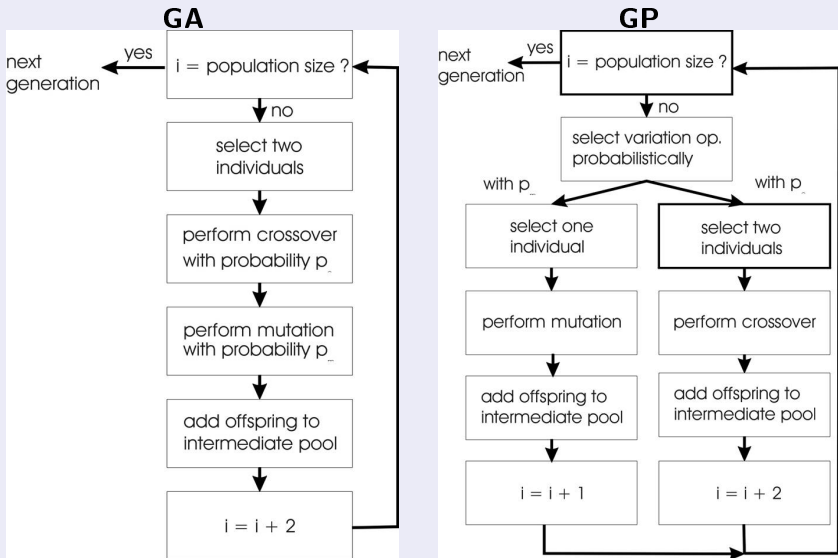 GA
next
generation
yes
i = population size ?
no
select two
individuals
perform crossover
with probability p
perform mutation
with probability p
add offspring to
intermediate pool
i = i + 2
GP
next
generation
yes
i = population size ?
no
select variation op.
probabilistically
with p
with p
select one
individual
perform mutation
add offspring to
intermediate pool
i = i + 1
select two
individuals
perform crossover
add offspring to
intermediate pool
i = i + 2